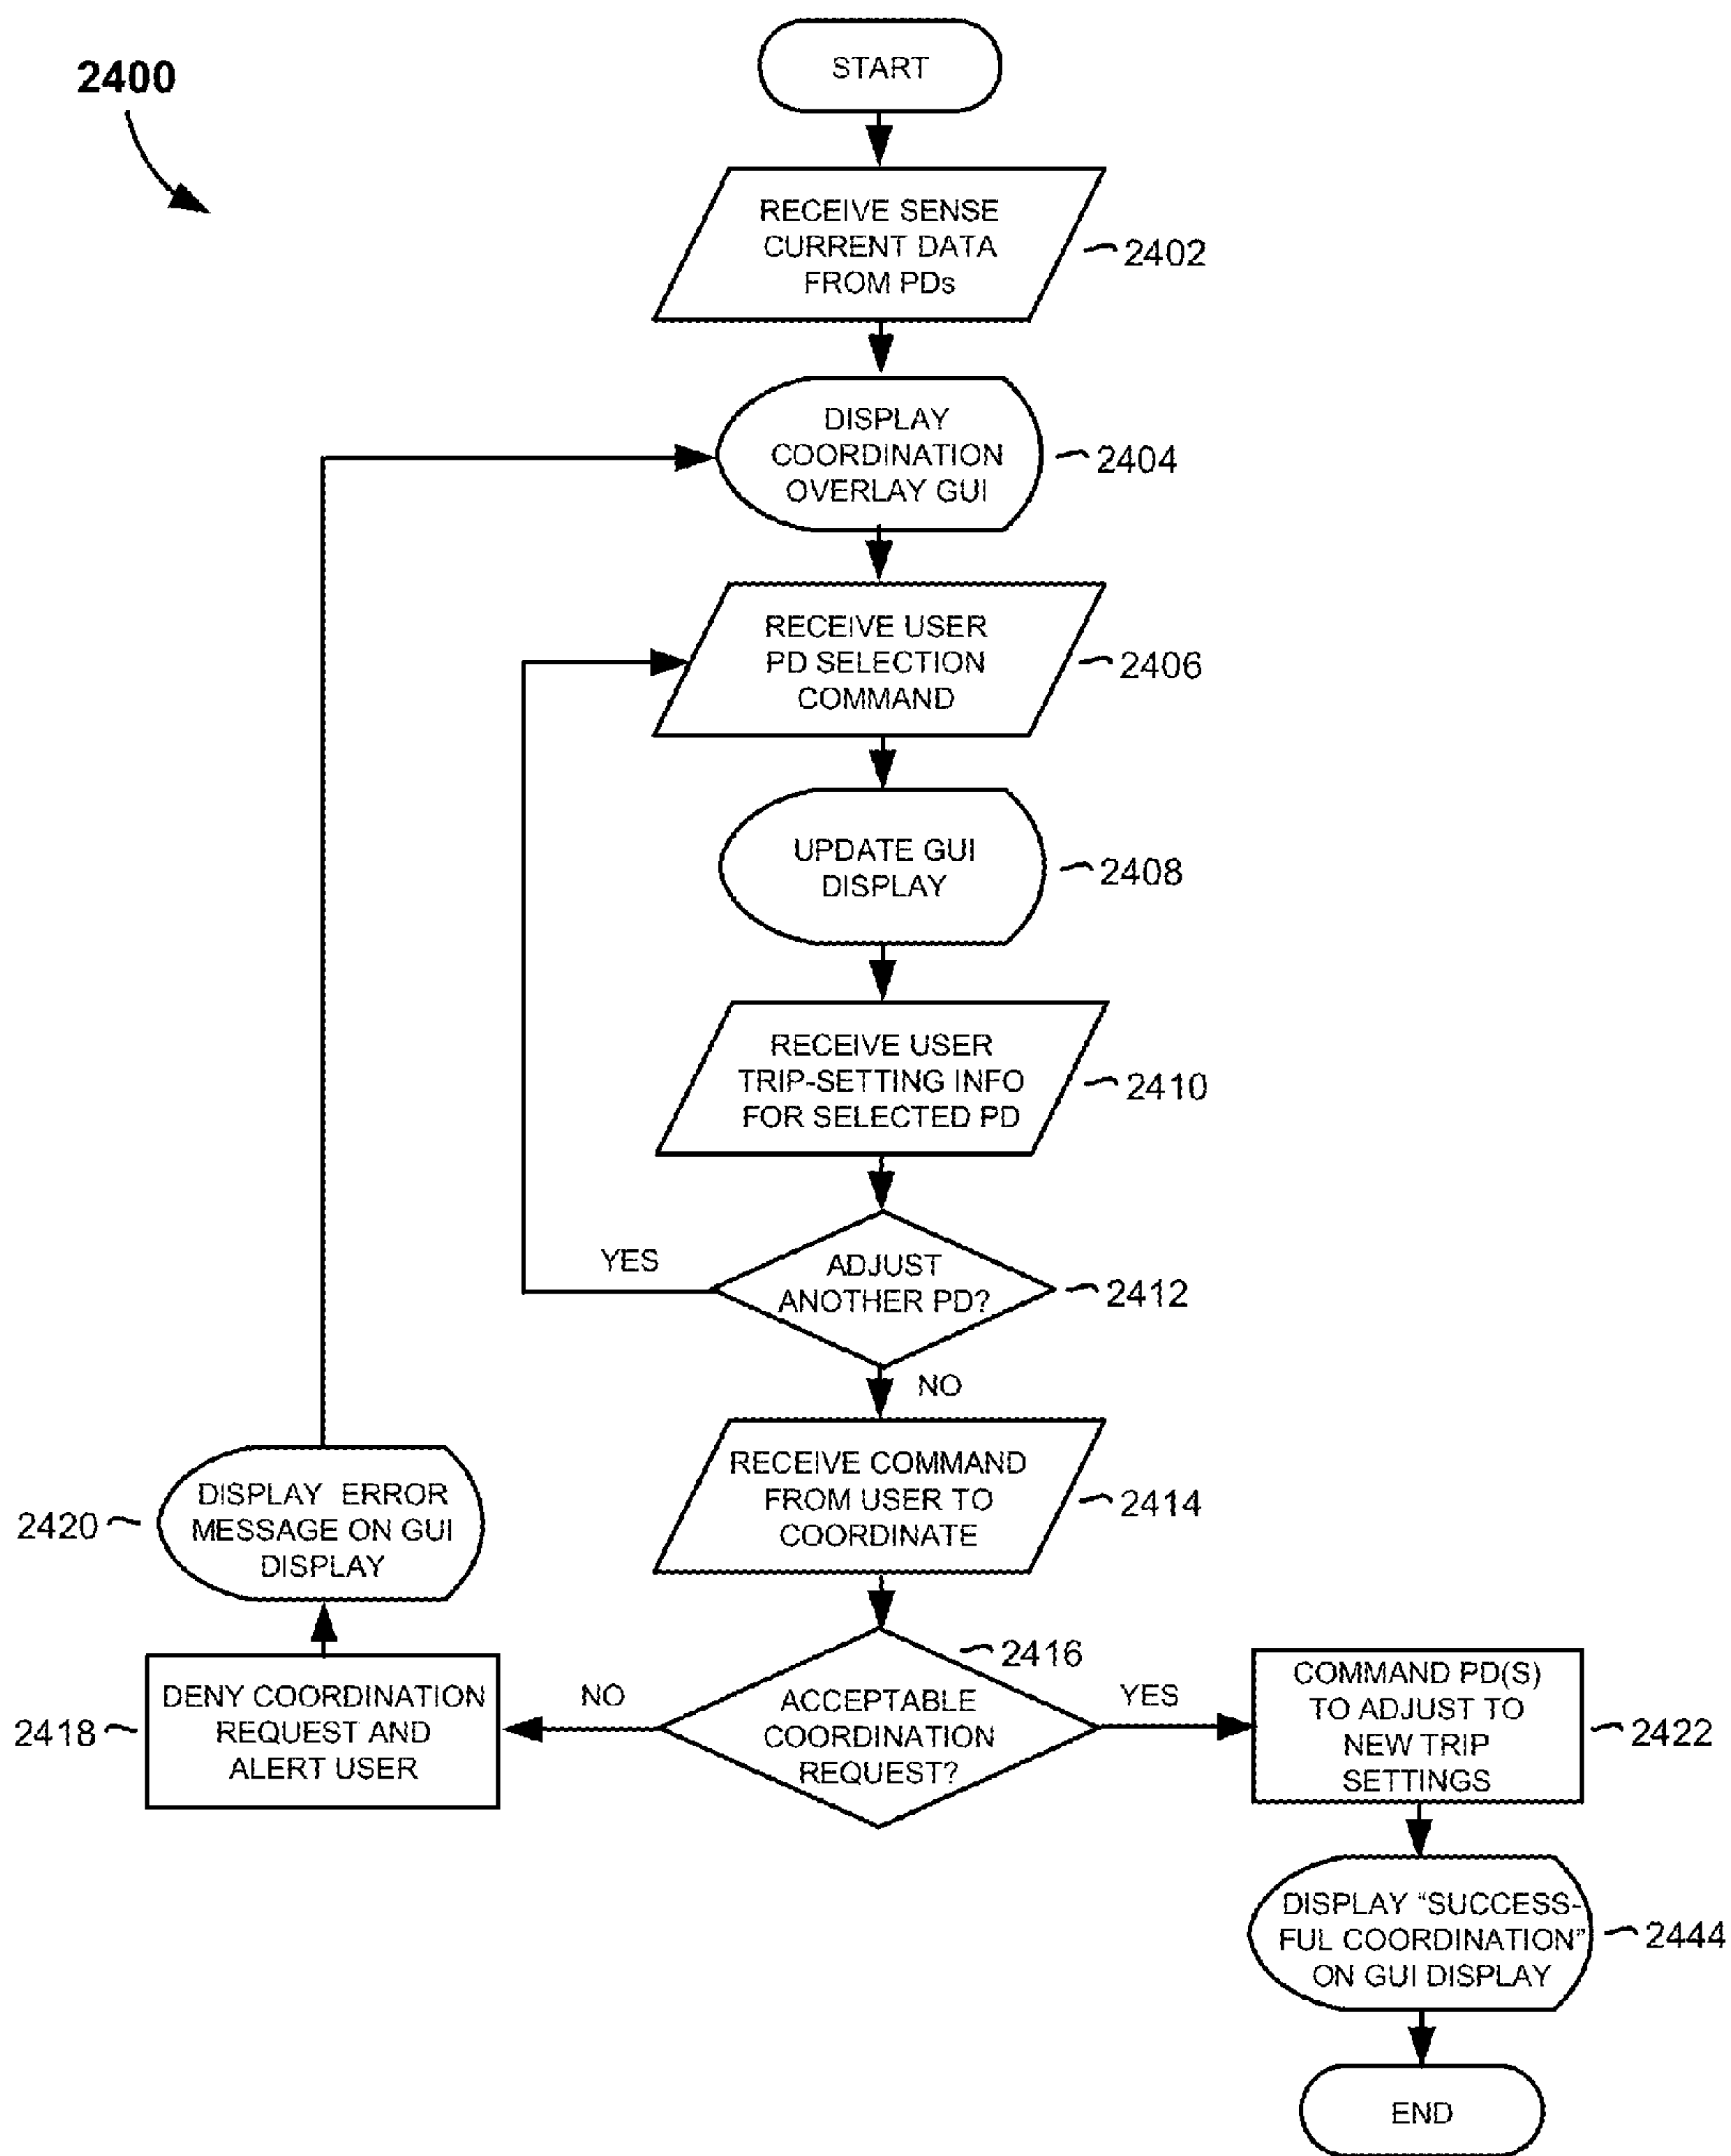 2400
START
RECEIVE SENSE
CURRENT DATA
FROM PDs
2402
DISPLAY
COORDINATION
OVERLAY GUI
2404
RECEIVE USER
PD SELECTION
COMMAND
2406
UPDATE GUI
DISPLAY
2408
RECEIVE USER
TRIP-SETTING INFO
FOR SELECTED PD
2410
YES
ADJUST
ANOTHER PD?
2412
NO
RECEIVE COMMAND
FROM USER TO
COORDINATE
2414
2420
DISPLAY ERROR
MESSAGE ON GUI
DISPLAY
2418
DENY COORDINATION
REQUEST AND
ALERT USER
NO
2416
ACCEPTABLE
COORDINATION
REQUEST?
YES
COMMAND PD(S)
TO ADJUST TO
NEW TRIP
SETTINGS
2422
DISPLAY “SUCCESS-
FUL COORDINATION”
ON GUI DISPLAY
2444
END